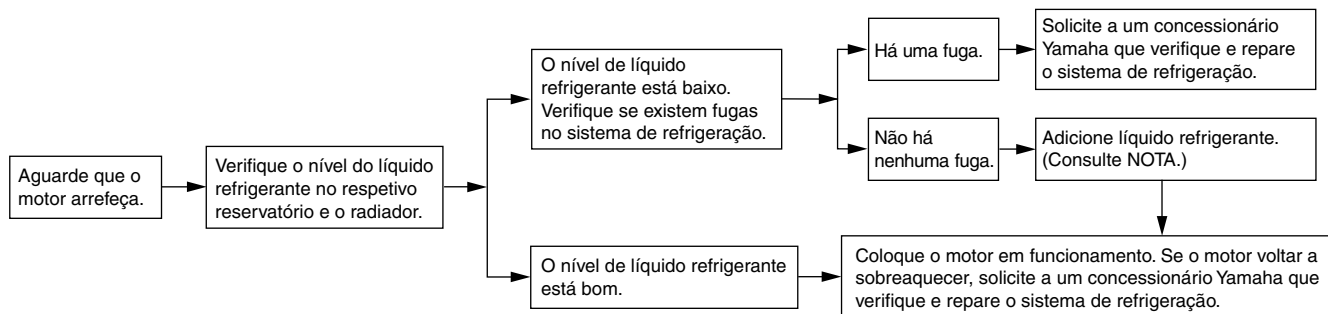 Aguarde que o
motor arrefeça.
Verifique o nível do líquido
refrigerante no respetivo
reservatório e o radiador.
O nível de líquido
refrigerante está baixo.
Verifique se existem fugas
no sistema de refrigeração.
Há uma fuga.
Solicite a um concessionário
Yamaha que verifique e repare
o sistema de refrigeração.
Não há
nenhuma fuga.
Adicione líquido refrigerante.
(Consulte NOTA.)
O nível de líquido refrigerante
está bom.
Coloque o motor em funcionamento. Se o motor voltar a
sobreaquecer, solicite a um concessionário Yamaha que
verifique e repare o sistema de refrigeração.